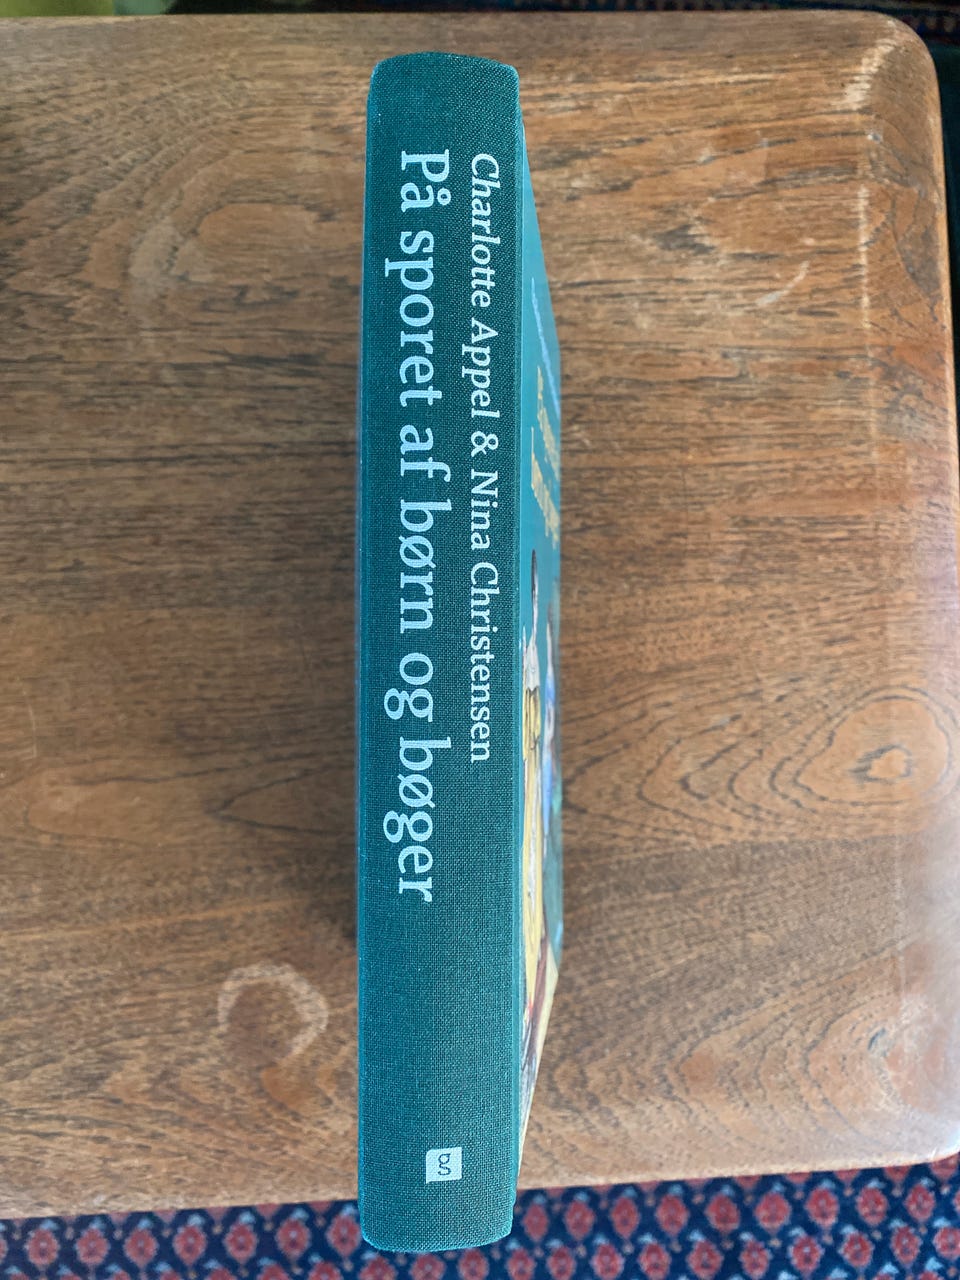 Charlotte Appel & Nina Christensen
På sporet af børn og bøger
g